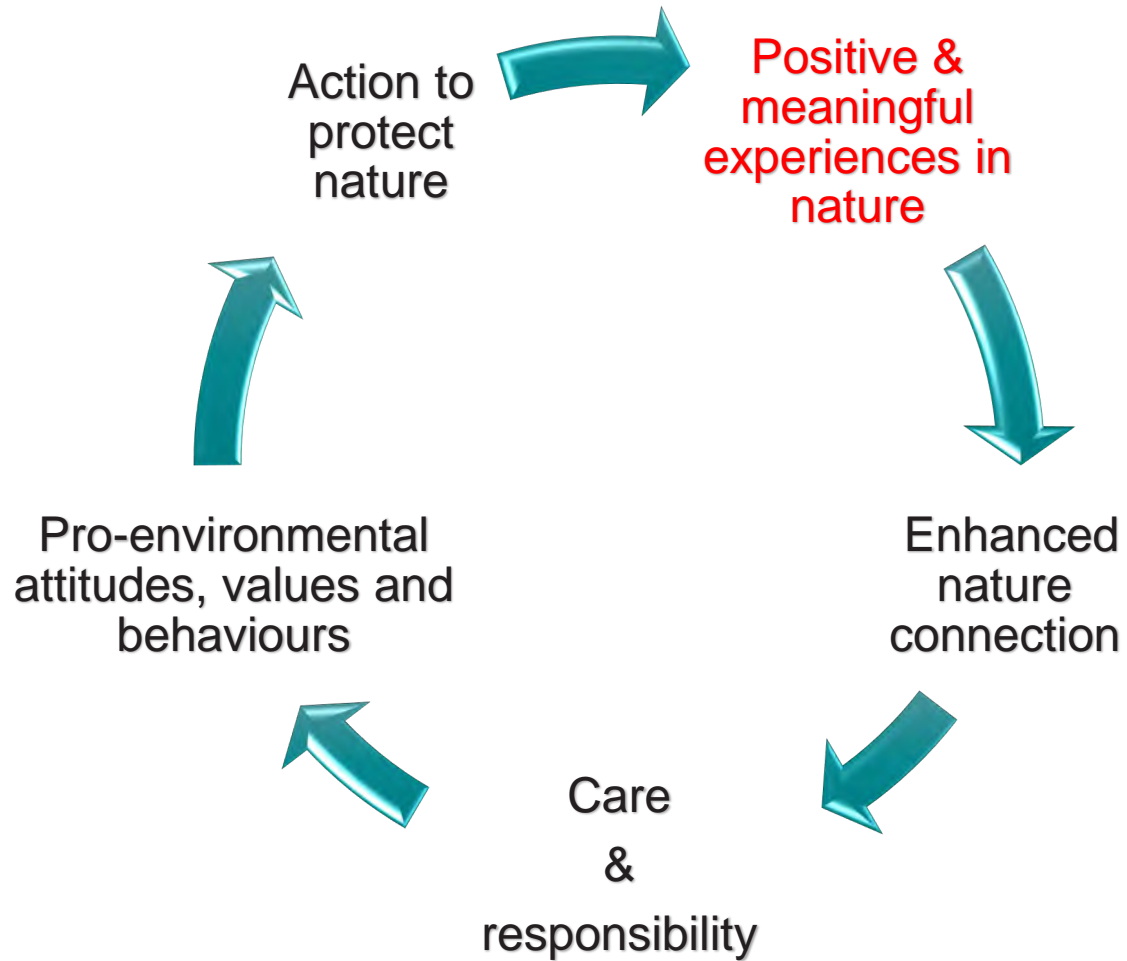 Positive &
meaningful
experiences in
nature
Enhanced
nature
connection
Care
&
responsibility
Pro-environmental
attitudes, values and
behaviours
Action to
protect
nature